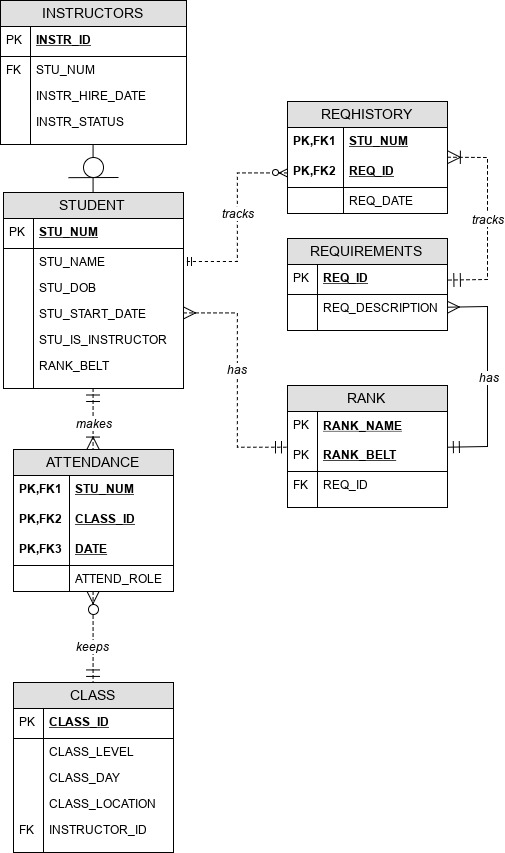 INSTRUCTORS
PK INSTR_ID
FK STU_NUM
INSTR_HIRE_DATE
INSTR_STATUS
STUDENT
PK STU_NUM
STU_NAME
STU_DOB
STU_START_DATE
STU_IS_INSTRUCTOR
RANK_BELT
makes
ATTENDANCE
PK,FK1 STU_NUM
PK,FK2 CLASS_ID
PK,FK3 DATE
ATTEND_ROLE
keeps
CLASS
PK CLASS_ID
CLASS_LEVEL
CLASS_DAY
CLASS_LOCATION
FK INSTRUCTOR_ID
tracks
has
REQHISTORY
PK,FK1 STU_NUM
PK,FK2 REQ_ID
REQ_DATE
tracks
REQUIREMENTS
PK REQ_ID
REQ_DESCRIPTION
has
RANK
PK RANK_NAME
PK RANK_BELT
FK REQ_ID